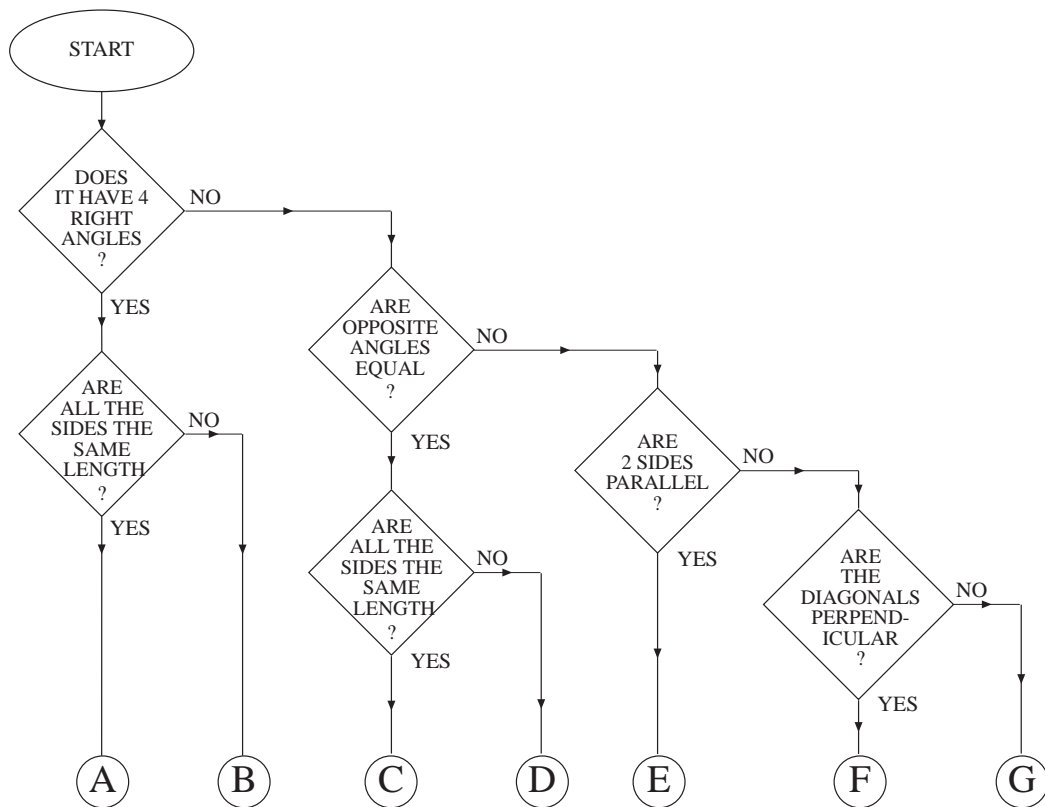 START
DOES
IT HAVE 4
RIGHT
ANGLES
?
NO
YES
ARE
OPPOSITE
ANGLES
EQUAL
?
NO
YES
ARE
ALL THE
SIDES THE
SAME
LENGTH
?
NO
YES
ARE
2 SIDES
PARALLEL
?
NO
YES
ARE
ALL THE
SIDES THE
SAME
LENGTH
?
NO
YES
ARE
THE
DIAGONALS
PERPEND-
ICULAR
?
NO
YES
A
B
C
D
E
F
G